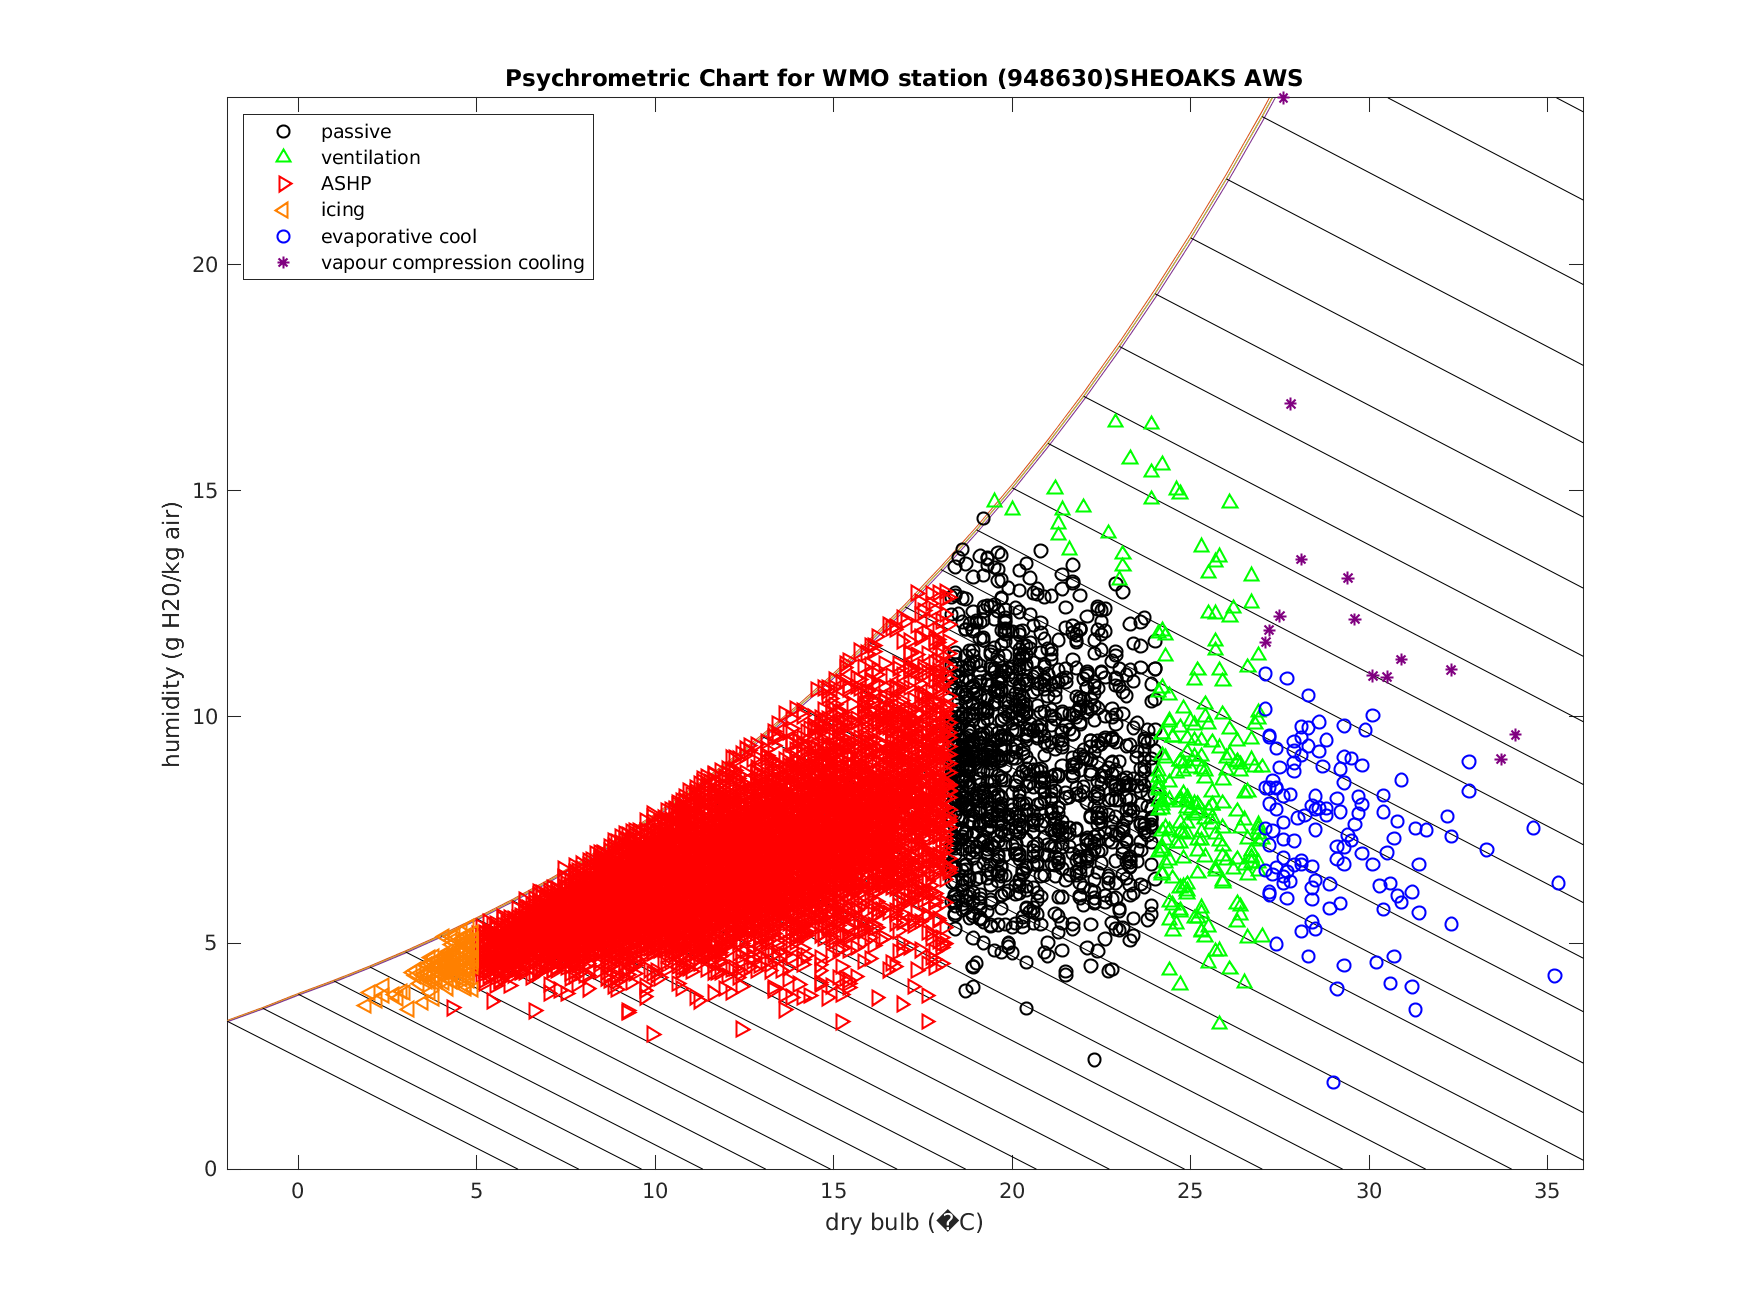 Psychrometric Chart for WMO station (948630)SHEOAKS AWS
passive
ventilation
ASHP
icing
evaporative cool
vapour compression cooling
humidity (g H20/kg air)
20
15
10
5
0
0 5 10 15 20 25 30 35
dry bulb (�C)